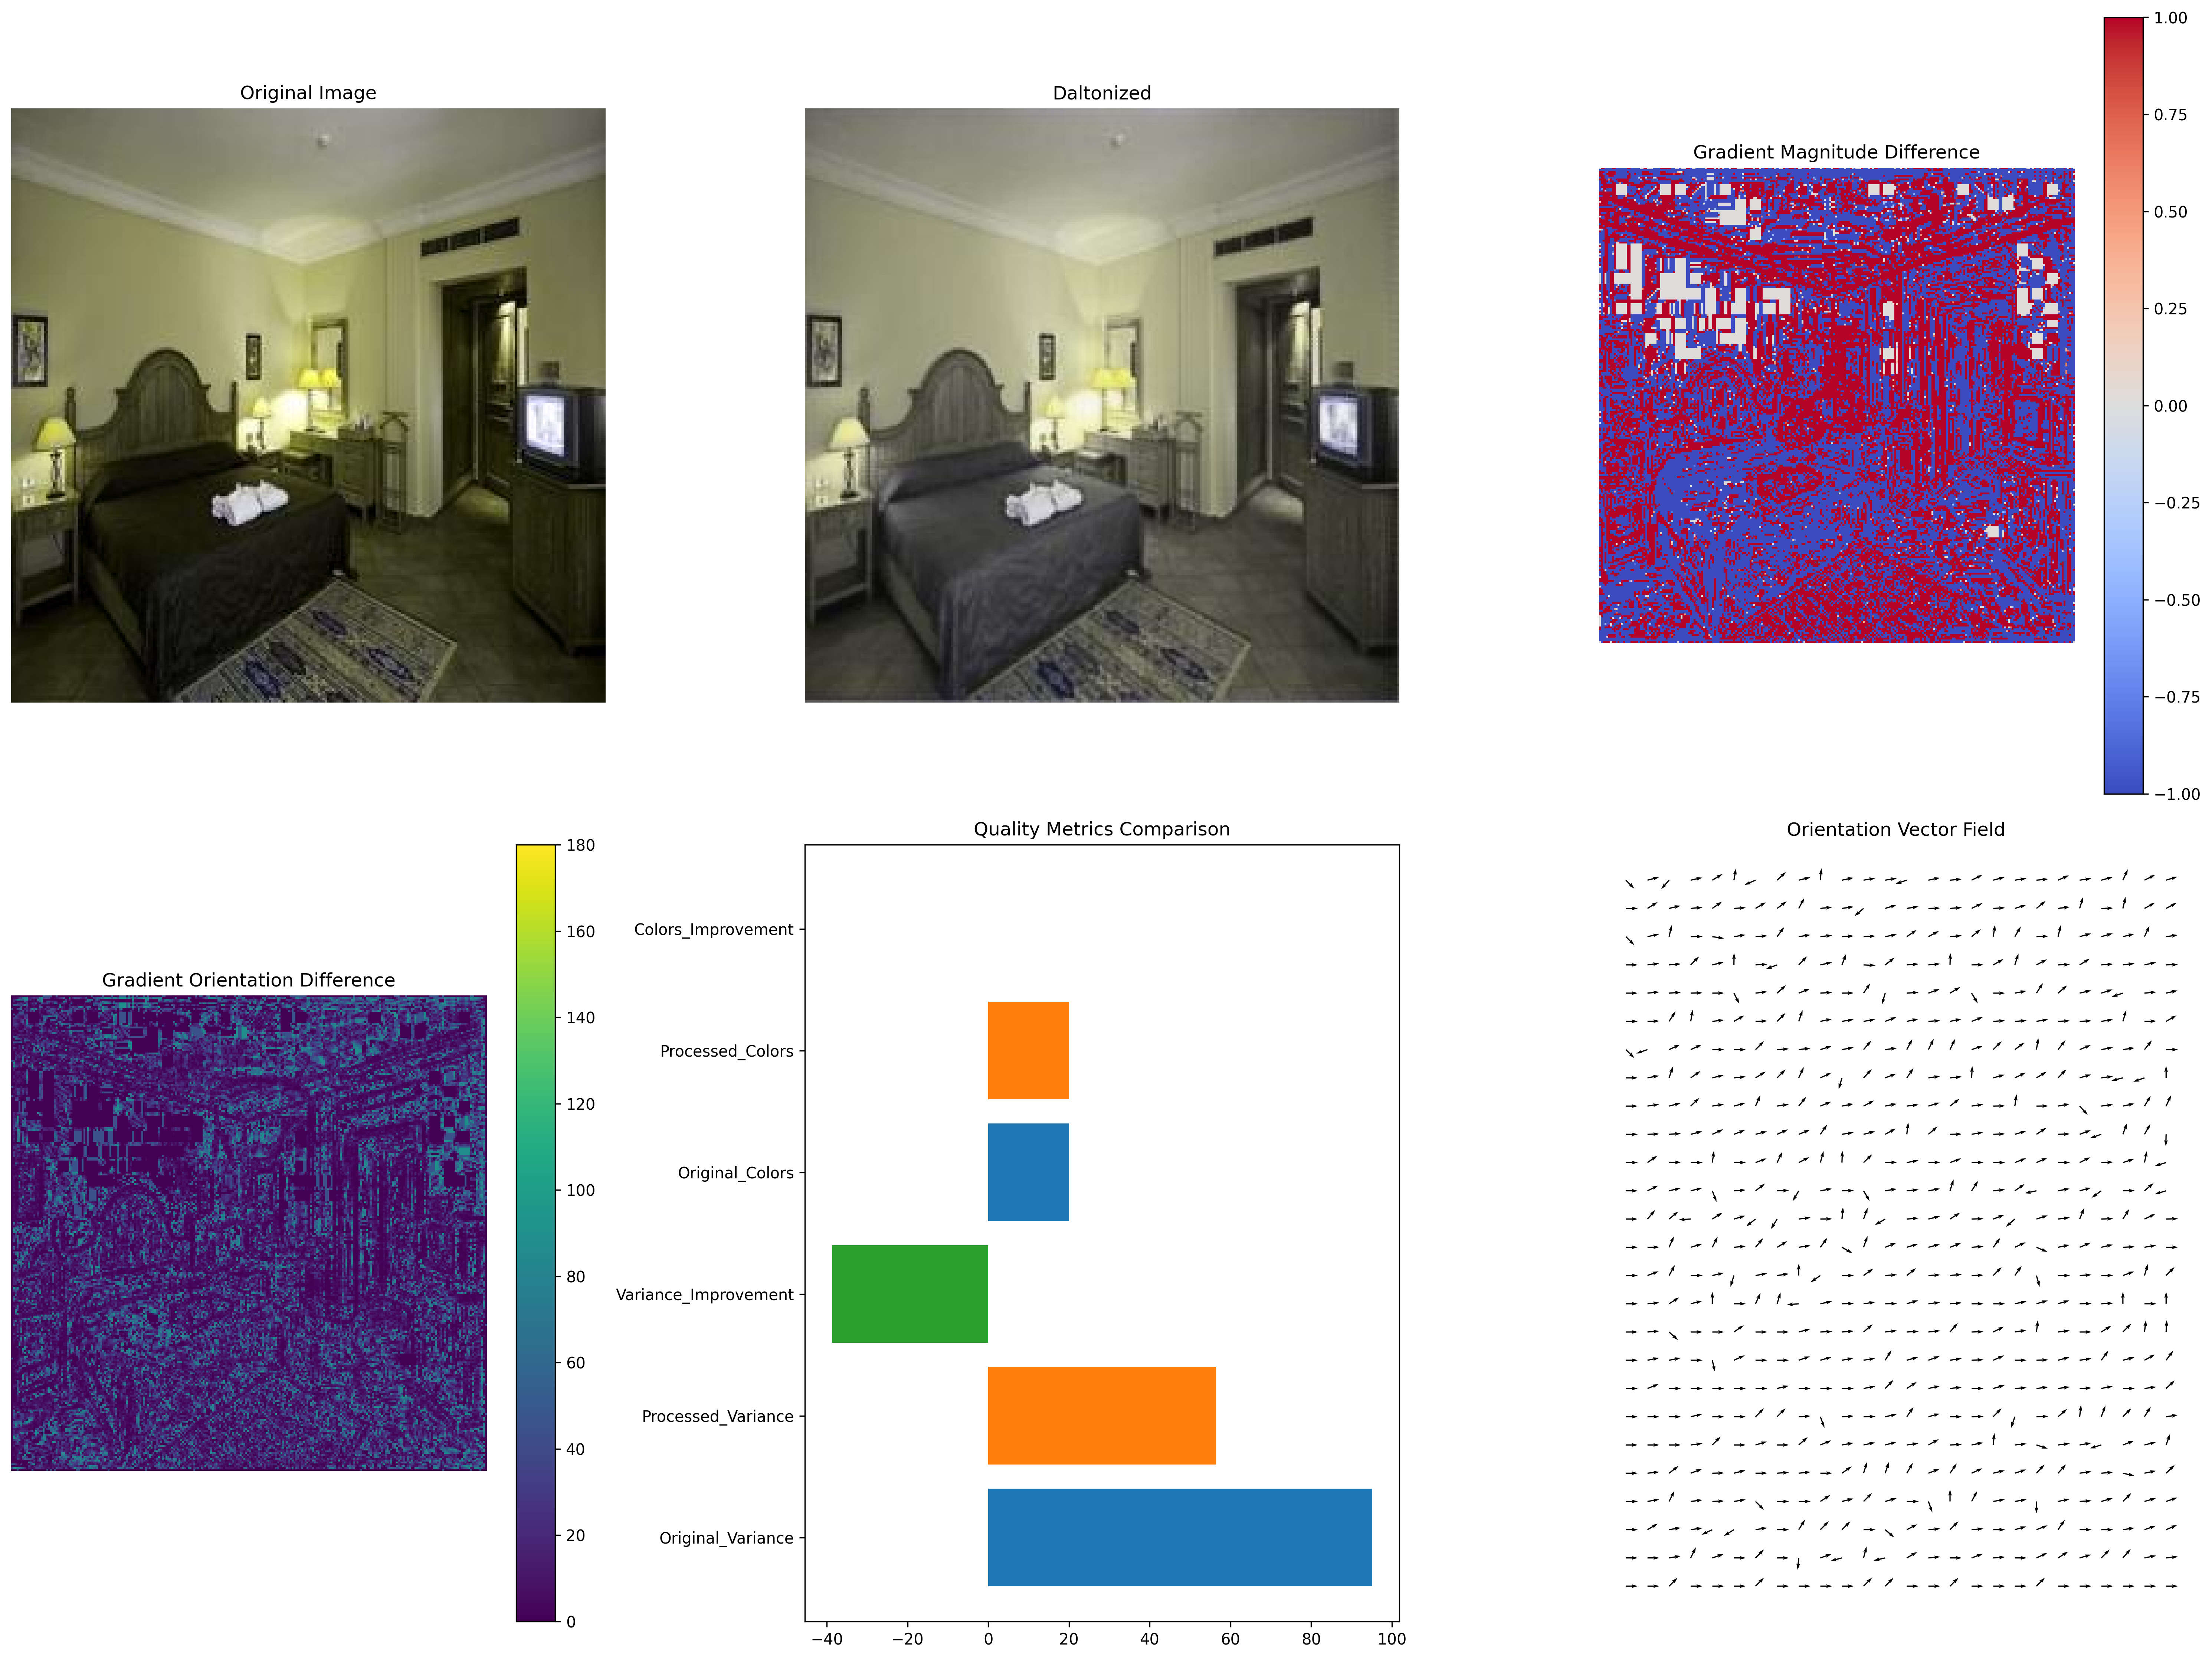 Original Image
Daltonized
Gradient Magnitude Difference
1.00
0.75
0.50
0.25
0.00
−0.25
−0.50
−0.75
−1.00
Gradient Orientation Difference
180
160
140
120
100
80
60
40
20
0
Quality Metrics Comparison
Colors_Improvement
Processed_Colors
Original_Colors
Variance_Improvement
Processed_Variance
Original_Variance
−40 −20 0 20 40 60 80 100
Orientation Vector Field